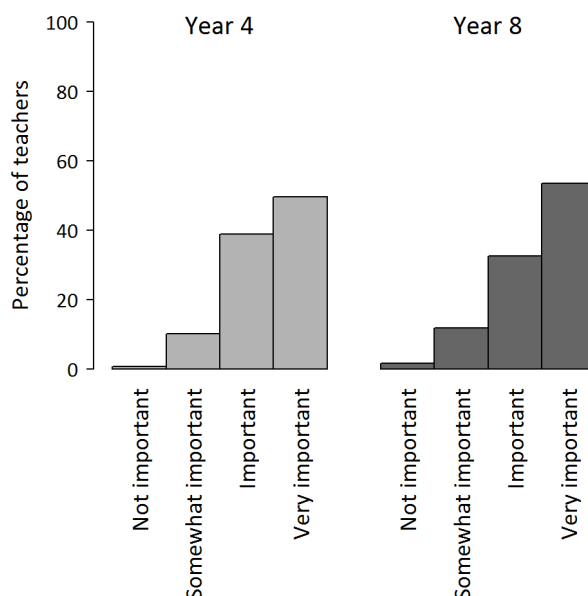 Year 4
Year 8
Percentage of teachers
100
80
60
40
20
0
Not important
Somewhat important
Important
Very important
Not important
Somewhat important
Important
Very important